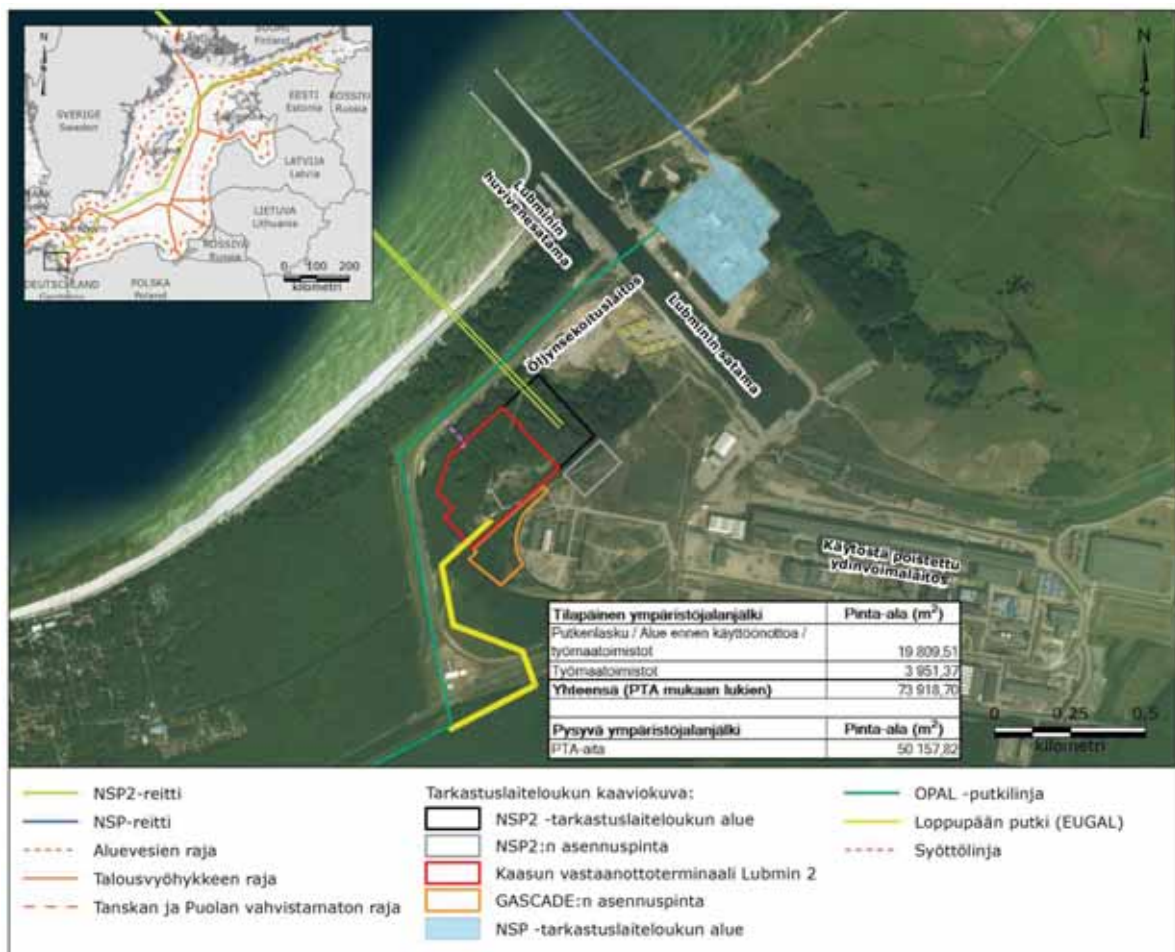 N
SUOMI
Finland
SVERIGE
Sweden
EESTI
Estonia
ROSSIYA
Russia
LATVIJA
Latvia
LIETUVA
Lithuania
ROSSIYA
Russia
DEUTSCHLAND
POLSKA
Poland
0 100 200
kilometri
N
Lubminin
huvivenesatama
Öljynsekoituslaitos
Lubminin satama
Käytöstä poistettu
ydinvoimalaitos
Tilapäinen ympäristöjalanjälki Pinta-ala (m²)
Putkenlasku / Alue ennen käyttöönottoa /
työmaatoimistot 19 809,51
Työmaatoimistot 3 951,37
Yhteensä (PTA mukaan lukien) 73 918,70
Pysyvä ympäristöjalanjälki Pinta-ala (m²)
PTA-aita 50 157,82
0 0,25 0,5
kilometri
NSP2-reitti
NSP-reitti
Aluevesien raja
Talousvyöhykkeen raja
Tanskan ja Puolan vahvistamaton raja
Tarkastuslaiteloukun kaaviokuva:
NSP2 -tarkastuslaiteloukun alue
NSP2:n asennuspinta
Kaasun vastaanottoterminaali Lubmin 2
GASCADE:n asennuspinta
NSP -tarkastuslaiteloukun alue
OPAL -putkilinja
Loppupään putki (EUGAL)
Syöttölinja